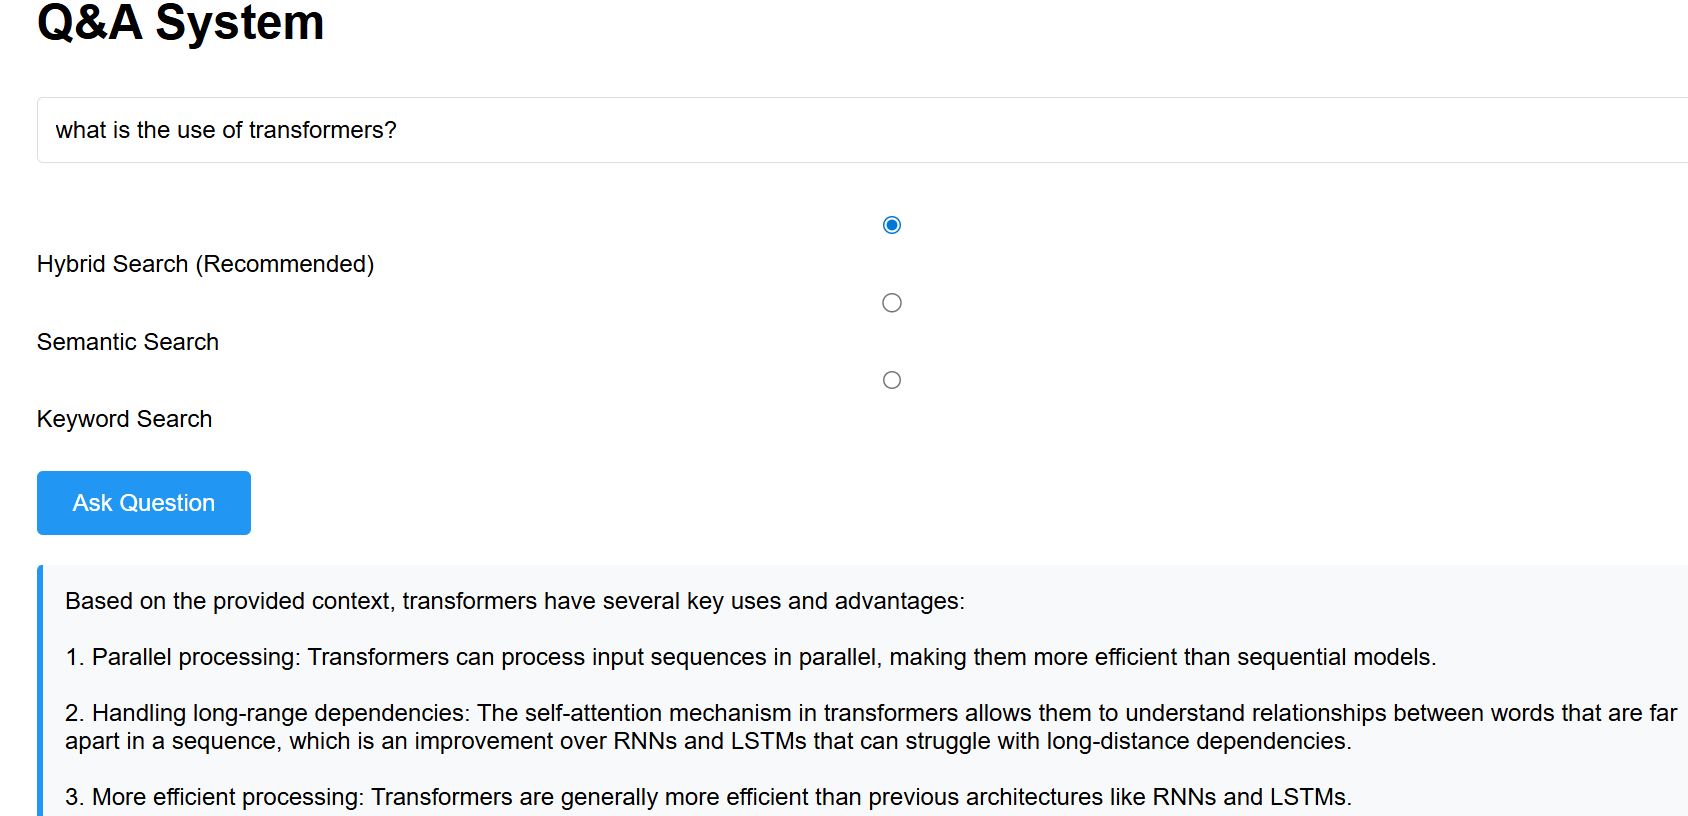 Q&A System
what is the use of transformers?
Hybrid Search (Recommended)
Semantic Search
Keyword Search
Ask Question
Based on the provided context, transformers have several key uses and advantages:
1. Parallel processing: Transformers can process input sequences in parallel, making them more efficient than sequential models.
2. Handling long-range dependencies: The self-attention mechanism in transformers allows them to understand relationships between words that are far
apart in a sequence, which is an improvement over RNNs and LSTMs that can struggle with long-distance dependencies.
3. More efficient processing: Transformers are generally more efficient than previous architectures like RNNs and LSTMs.